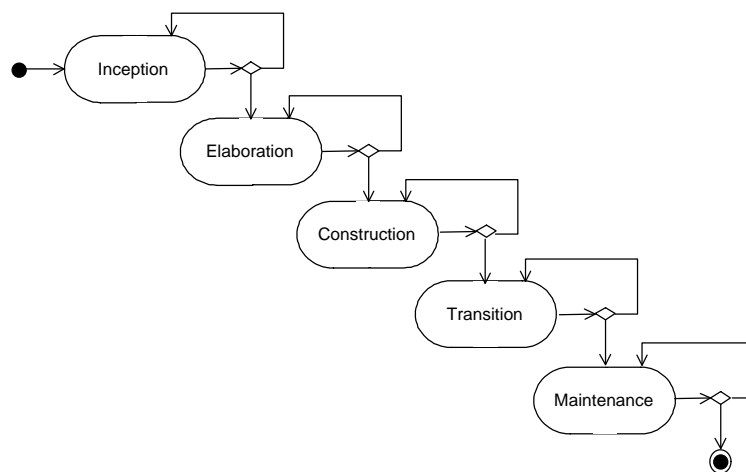 Inception
Elaboration
Construction
Transition
Maintenance